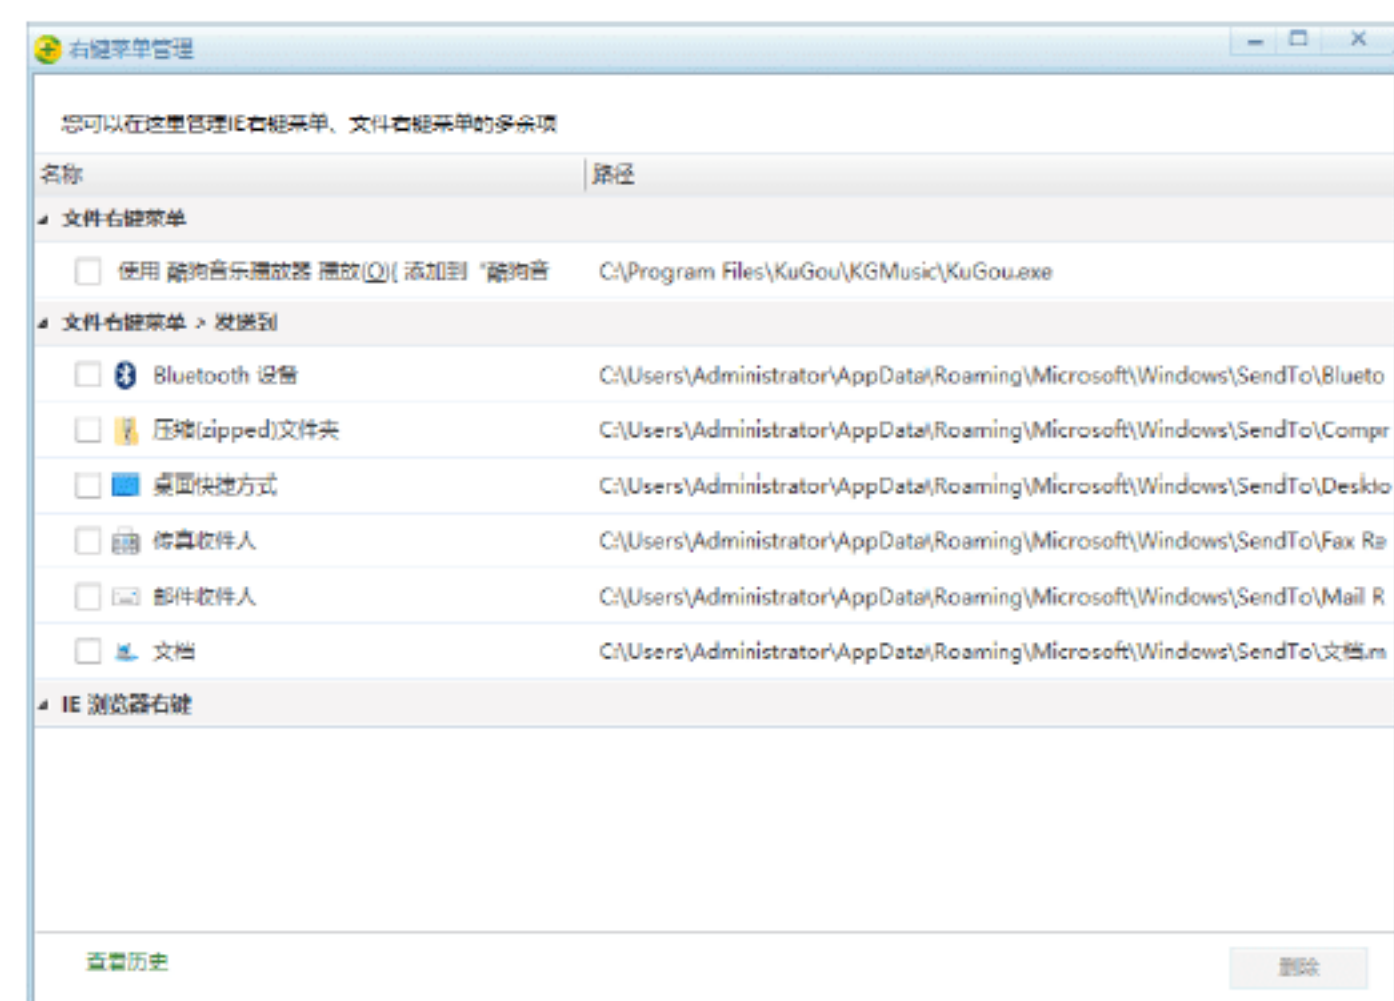 右键菜单管理
您可以在这里管理IE右键菜单、文件右键菜单的多余项
名称 路径
文件右键菜单
使用 酷狗音乐播放器 播放(O){ 添加到 "酷狗音 C:\Program Files\KuGou\KGMusic\KuGou.exe
文件右键菜单 > 发送到
Bluetooth 设备 C:\Users\Administrator\AppData\Roaming\Microsoft\Windows\SendTo\Blueto
压缩(zipped)文件夹 C:\Users\Administrator\AppData\Roaming\Microsoft\Windows\SendTo\Compr
桌面快捷方式 C:\Users\Administrator\AppData\Roaming\Microsoft\Windows\SendTo\Deskto
传真收件人 C:\Users\Administrator\AppData\Roaming\Microsoft\Windows\SendTo\Fax Re
邮件收件人 C:\Users\Administrator\AppData\Roaming\Microsoft\Windows\SendTo\Mail R
文档 C:\Users\Administrator\AppData\Roaming\Microsoft\Windows\SendTo\文档.m
IE 浏览器右键
查看历史 删除